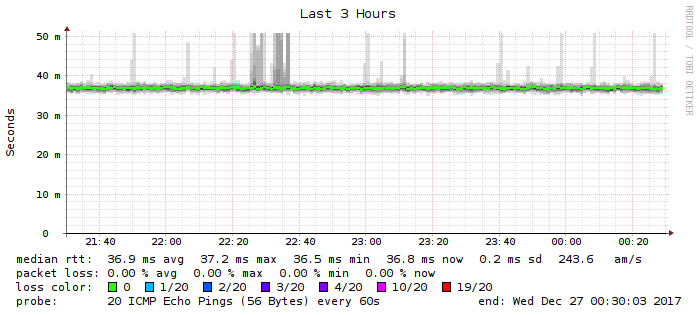 Last 3 Hours
RRDTOOL / TOBI OETIKER
Seconds
50 m
40 m
30 m
20 m
10 m
0
21:40 22:00 22:20 22:40 23:00 23:20 23:40 00:00 00:20
median rtt: 36.9 ms avg 37.2 ms max 36.5 ms min 36.8 ms now 0.2 ms sd 243.6 am/s
packet loss: 0.00 % avg 0.00 % max 0.00 % min 0.00 % now
loss color: 0 1/20 2/20 3/20 4/20 10/20 19/20
probe: 20 ICMP Echo Pings (56 Bytes) every 60s end: Wed Dec 27 00:30:03 2017